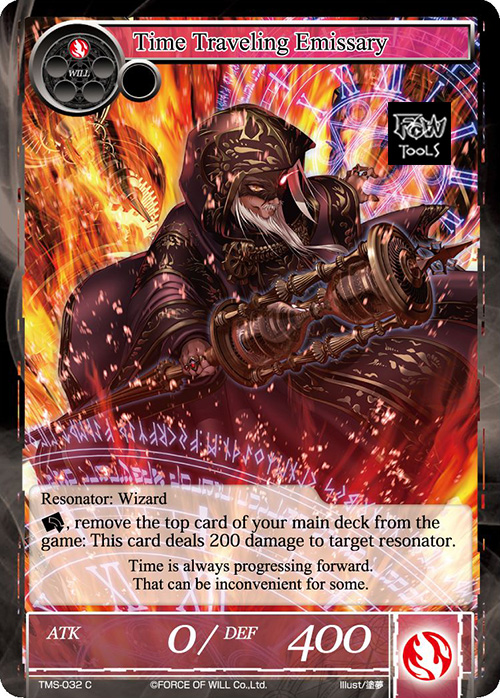 Time Traveling Emissary
WILL
FoW
TOOLS
Resonator: Wizard
, remove the top card of your main deck from the
game: This card deals 200 damage to target resonator.
Time is always progressing forward.
That can be inconvenient for some.
ATK 0/ DEF 400
TMS-032 C ©FORCE OF WILL Co.,Ltd. Illust/塗夢